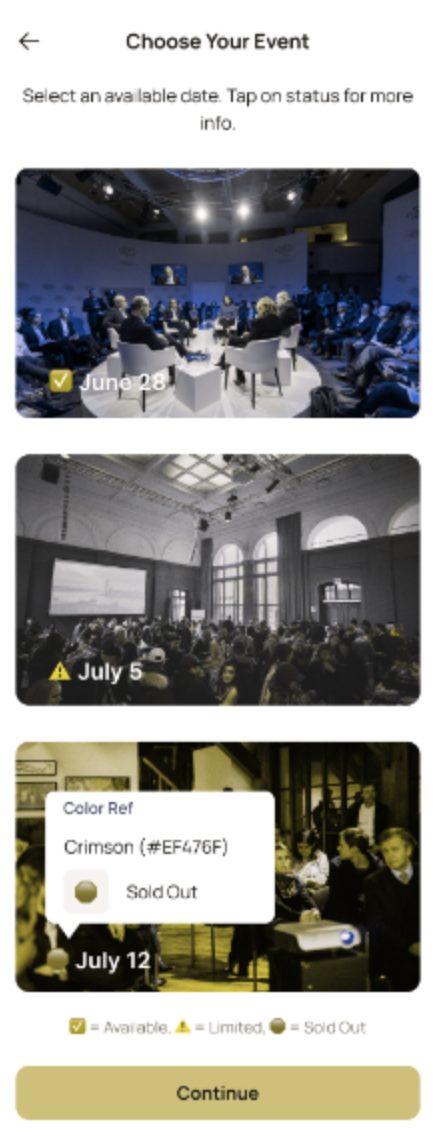 Choose Your Event
Select an available date. Tap on status for more
info.
June 28
July 5
Color Ref
Crimson (#EF476F)
Sold Out
July 12
= Available, = Limited, = Sold Out
Continue